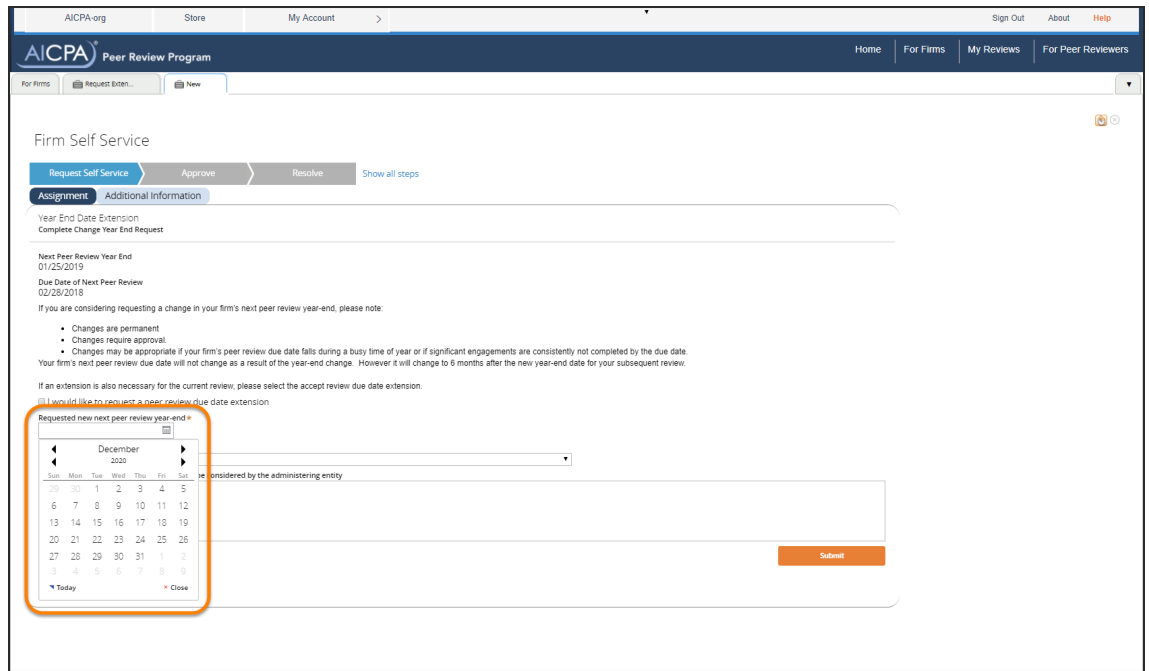 AICPA-org Store My Account > Sign Out About Help
AICPA Peer Review Program Home For Firms My Reviews For Peer Reviewers
For Firms Request Exten... New
Firm Self Service
Request Self Service Approve Resolve Show all steps
Assignment Additional Information
Year End Date Extension
Complete Change Year End Request
Next Peer Review Year End
01/25/2019
Due Date of Next Peer Review
02/28/2018
If you are considering requesting a change in your firm's next peer review year-end, please note:
• Changes are permanent
• Changes require approval.
• Changes may be appropriate if your firm's peer review due date falls during a busy time of year or if significant engagements are consistently not completed by the due date.
Your firm's next peer review due date will not change as a result of the year-end change. However it will change to 6 months after the new year-end date for your subsequent review.
If an extension is also necessary for the current review, please select the accept review due date extension.
I would like to request a peer review due date extension
Requested new next peer review year-end *
December
2020
be considered by the administering entity
Sun Mon Tue Wed Thu Fri Sat
29 30 1 2 3 4 5
6 7 8 9 10 11 12
13 14 15 16 17 18 19
20 21 22 23 24 25 26
27 28 29 30 31 1 2
3 4 5 6 7 8 9
Today × Close
Submit